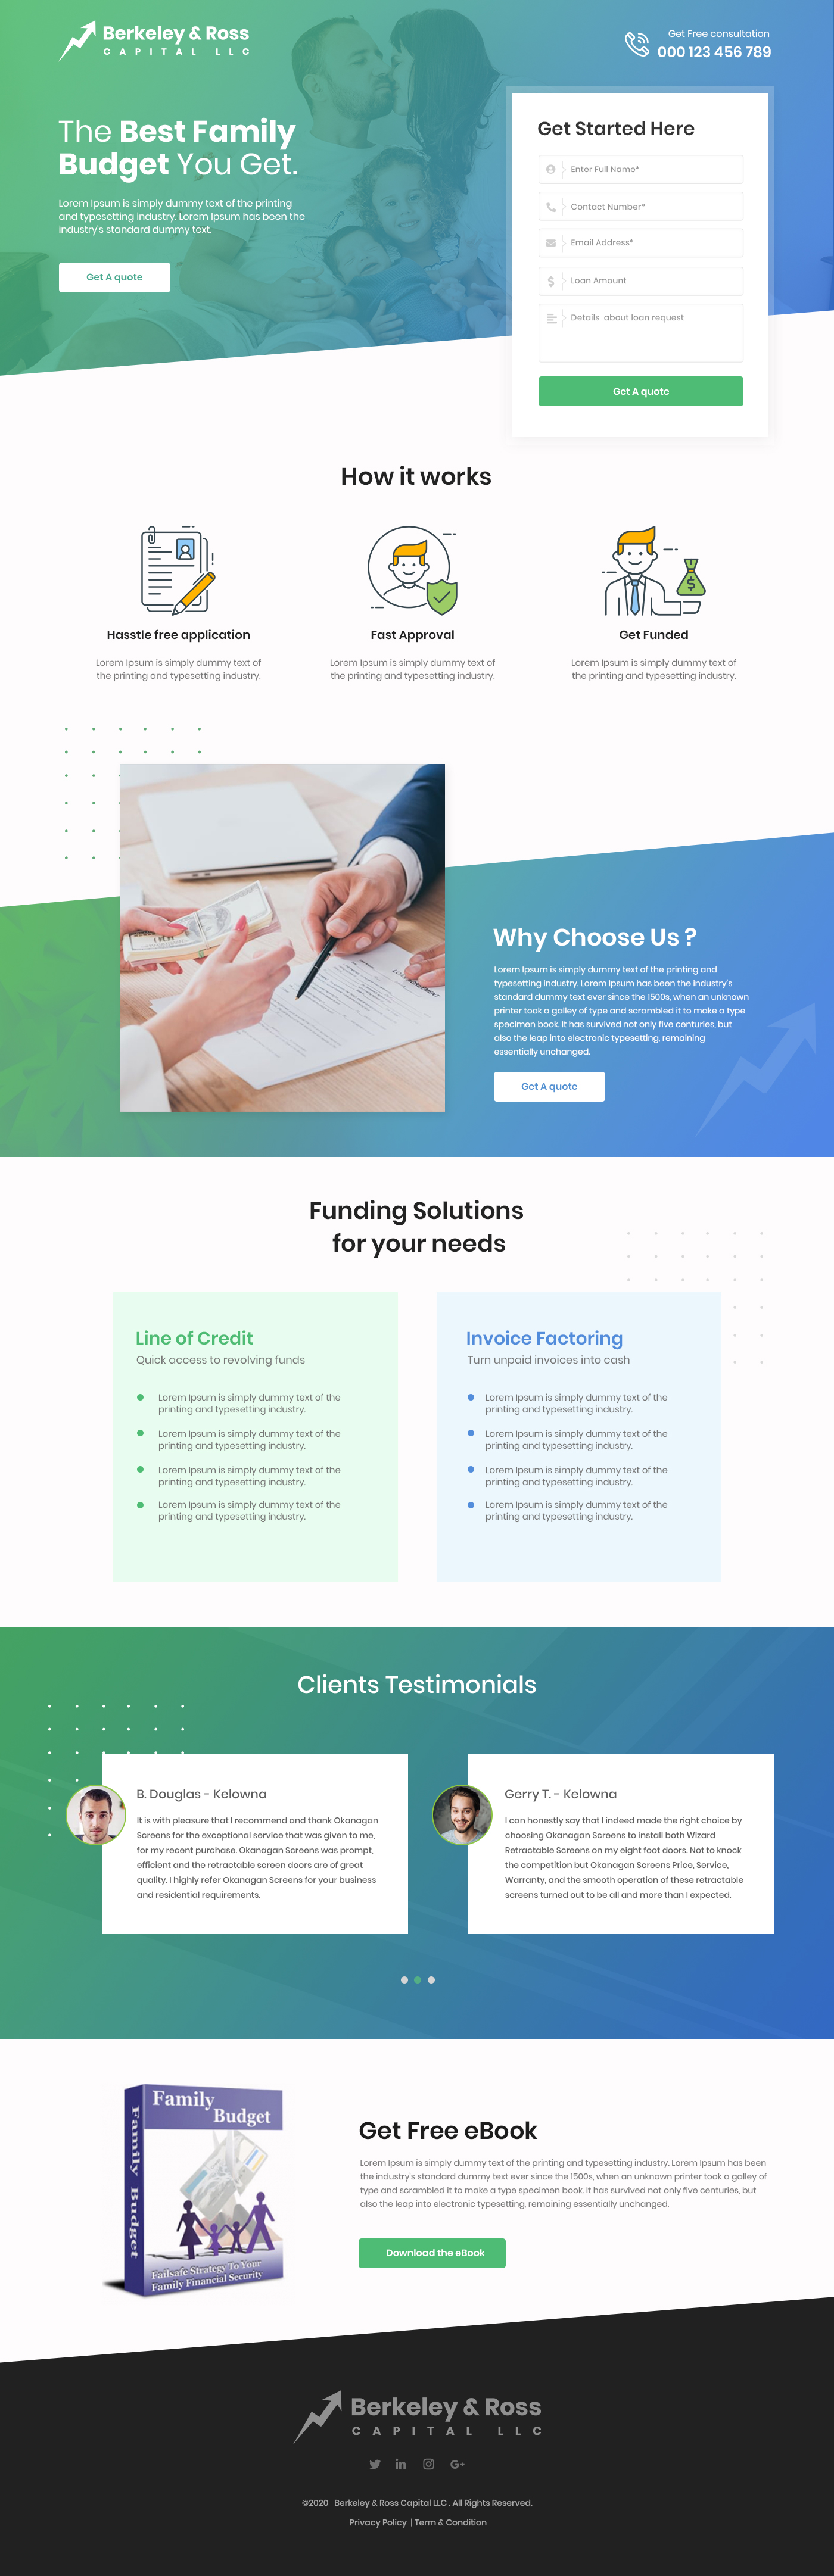 Berkeley & Ross
CAPITAL LLC
Get Free consultation
000 123 456 789
The Best Family
Budget You Get.
Lorem Ipsum is simply dummy text of the printing
and typesetting industry. Lorem Ipsum has been the
industry's standard dummy text.
Get A quote
Get Started Here
Enter Full Name*
Contact Number*
Email Address*
Loan Amount
Details about loan request
Get A quote
How it works
Hasstle free application
Lorem Ipsum is simply dummy text of
the printing and typesetting industry.
Fast Approval
Lorem Ipsum is simply dummy text of
the printing and typesetting industry.
Get Funded
Lorem Ipsum is simply dummy text of
the printing and typesetting industry.
LOAN AGREEMENT
Why Choose Us ?
Lorem Ipsum is simply dummy text of the printing and
typesetting industry. Lorem Ipsum has been the industry's
standard dummy text ever since the 1500s, when an unknown
printer took a galley of type and scrambled it to make a type
specimen book. It has survived not only five centuries, but
also the leap into electronic typesetting, remaining
essentially unchanged.
Get A quote
Funding Solutions
for your needs
Line of Credit
Quick access to revolving funds
Lorem Ipsum is simply dummy text of the
printing and typesetting industry.
Lorem Ipsum is simply dummy text of the
printing and typesetting industry.
Lorem Ipsum is simply dummy text of the
printing and typesetting industry.
Lorem Ipsum is simply dummy text of the
printing and typesetting industry.
Invoice Factoring
Turn unpaid invoices into cash
Lorem Ipsum is simply dummy text of the
printing and typesetting industry.
Lorem Ipsum is simply dummy text of the
printing and typesetting industry.
Lorem Ipsum is simply dummy text of the
printing and typesetting industry.
Lorem Ipsum is simply dummy text of the
printing and typesetting industry.
Clients Testimonials
B. Douglas - Kelowna
It is with pleasure that I recommend and thank Okanagan
Screens for the exceptional service that was given to me,
for my recent purchase. Okanagan Screens was prompt,
efficient and the retractable screen doors are of great
quality. I highly refer Okanagan Screens for your business
and residential requirements.
Gerry T. - Kelowna
I can honestly say that I indeed made the right choice by
choosing Okanagan Screens to install both Wizard
Retractable Screens on my eight foot doors. Not to knock
the competition but Okanagan Screens Price, Service,
Warranty, and the smooth operation of these retractable
screens turned out to be all and more than I expected.
Family
Budget
Family Budget
Failsafe Strategy To Your
Family Financial Security
Get Free eBook
Lorem Ipsum is simply dummy text of the printing and typesetting industry. Lorem Ipsum has been
the industry's standard dummy text ever since the 1500s, when an unknown printer took a galley of
type and scrambled it to make a type specimen book. It has survived not only five centuries, but
also the leap into electronic typesetting, remaining essentially unchanged.
Download the eBook
Berkeley & Ross
CAPITAL LLC
©2020 Berkeley & Ross Capital LLC . All Rights Reserved.
Privacy Policy | Term & Condition